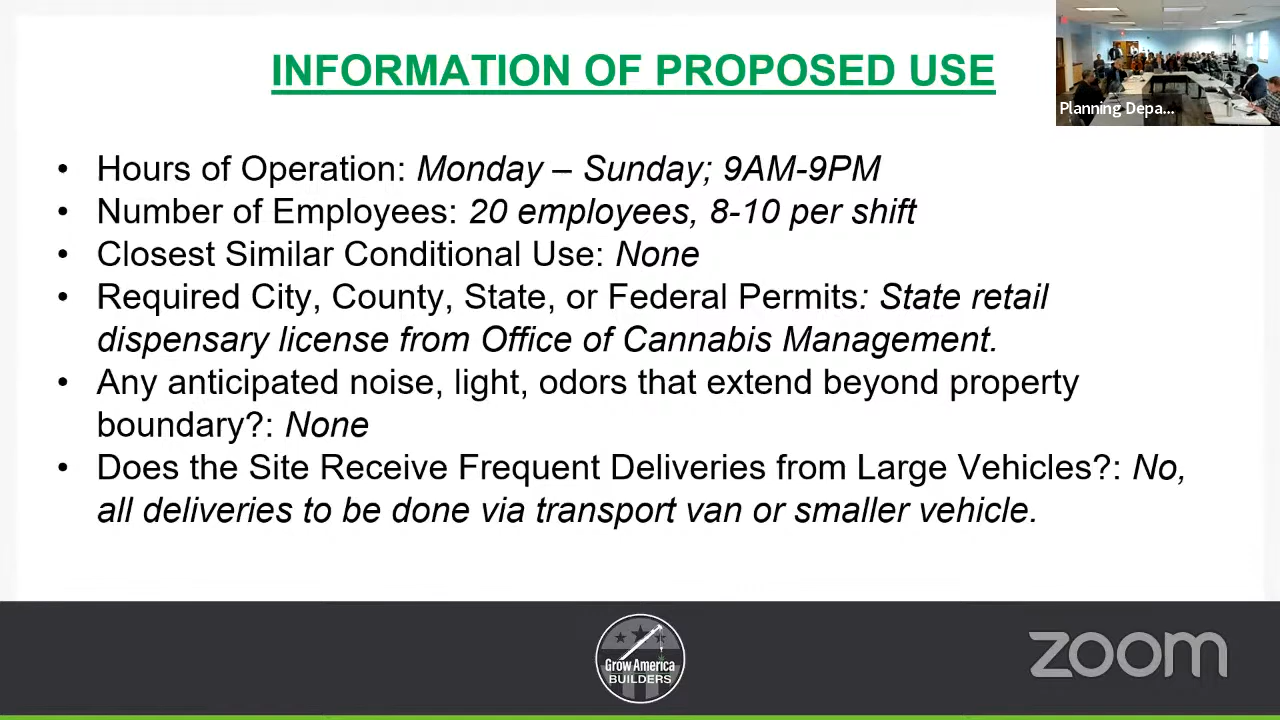 INFORMATION OF PROPOSED USE
Planning Depa...
• Hours of Operation: Monday – Sunday; 9AM-9PM
• Number of Employees: 20 employees, 8-10 per shift
• Closest Similar Conditional Use: None
• Required City, County, State, or Federal Permits: State retail
dispensary license from Office of Cannabis Management.
• Any anticipated noise, light, odors that extend beyond property
boundary?: None
• Does the Site Receive Frequent Deliveries from Large Vehicles?: No,
all deliveries to be done via transport van or smaller vehicle.
Grow America
BUILDERS
zoom